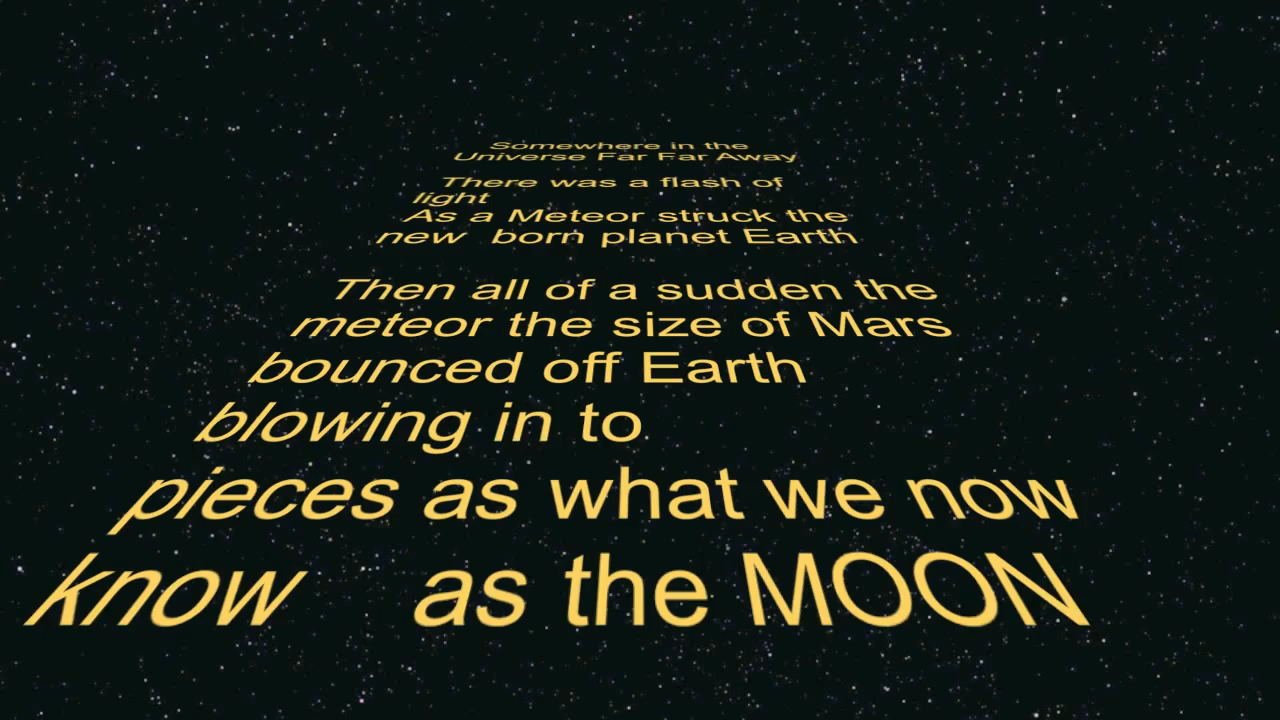 Somewhere in the
Universe Far Far Away
There was a flash of
light
As a Meteor struck the
new born planet Earth
Then all of a sudden the
meteor the size of Mars
bounced off Earth
blowing in to
pieces as what we now
know as the MOON